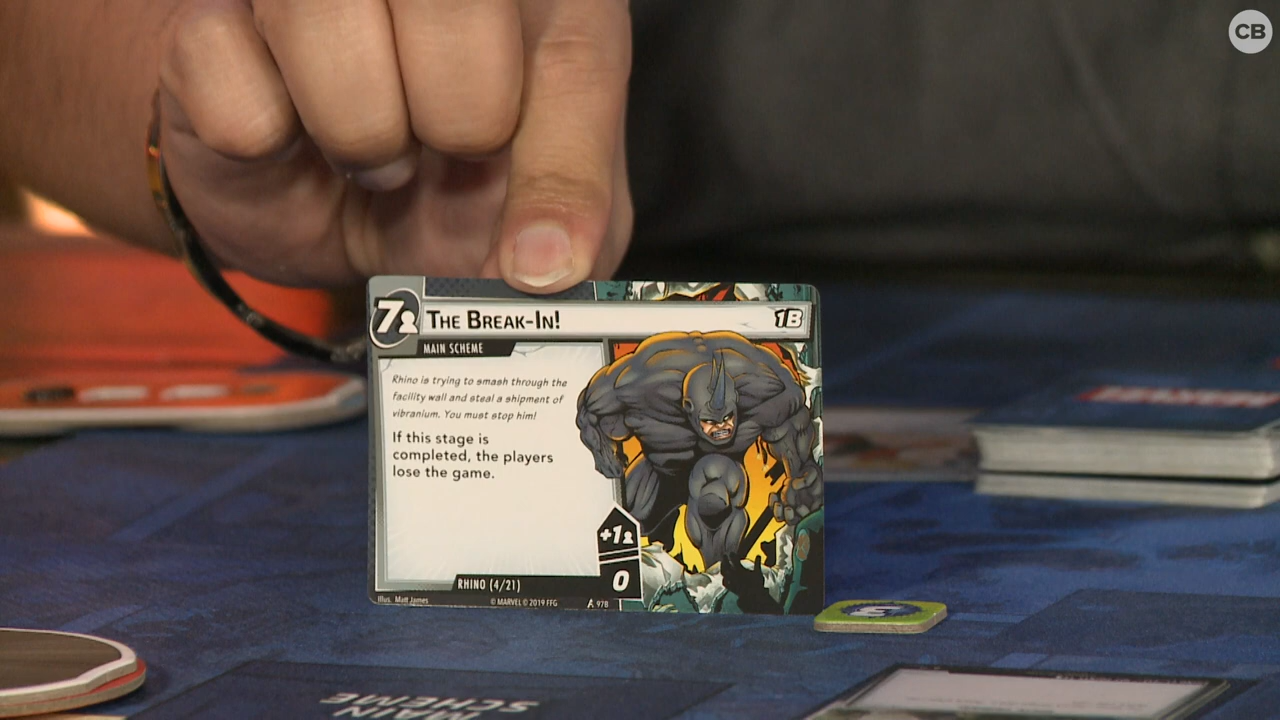 CB
7
THE BREAK-IN!
1B
MAIN SCHEME
Rhino is trying to smash through the
facility wall and steal a shipment of
vibranium. You must stop him!
If this stage is
completed, the players
lose the game.
+1
0
RHINO (4/21)
Illus. Matt James
© MARVEL © 2019 FFG
97B
MARVEL
MAIN
SCHEME